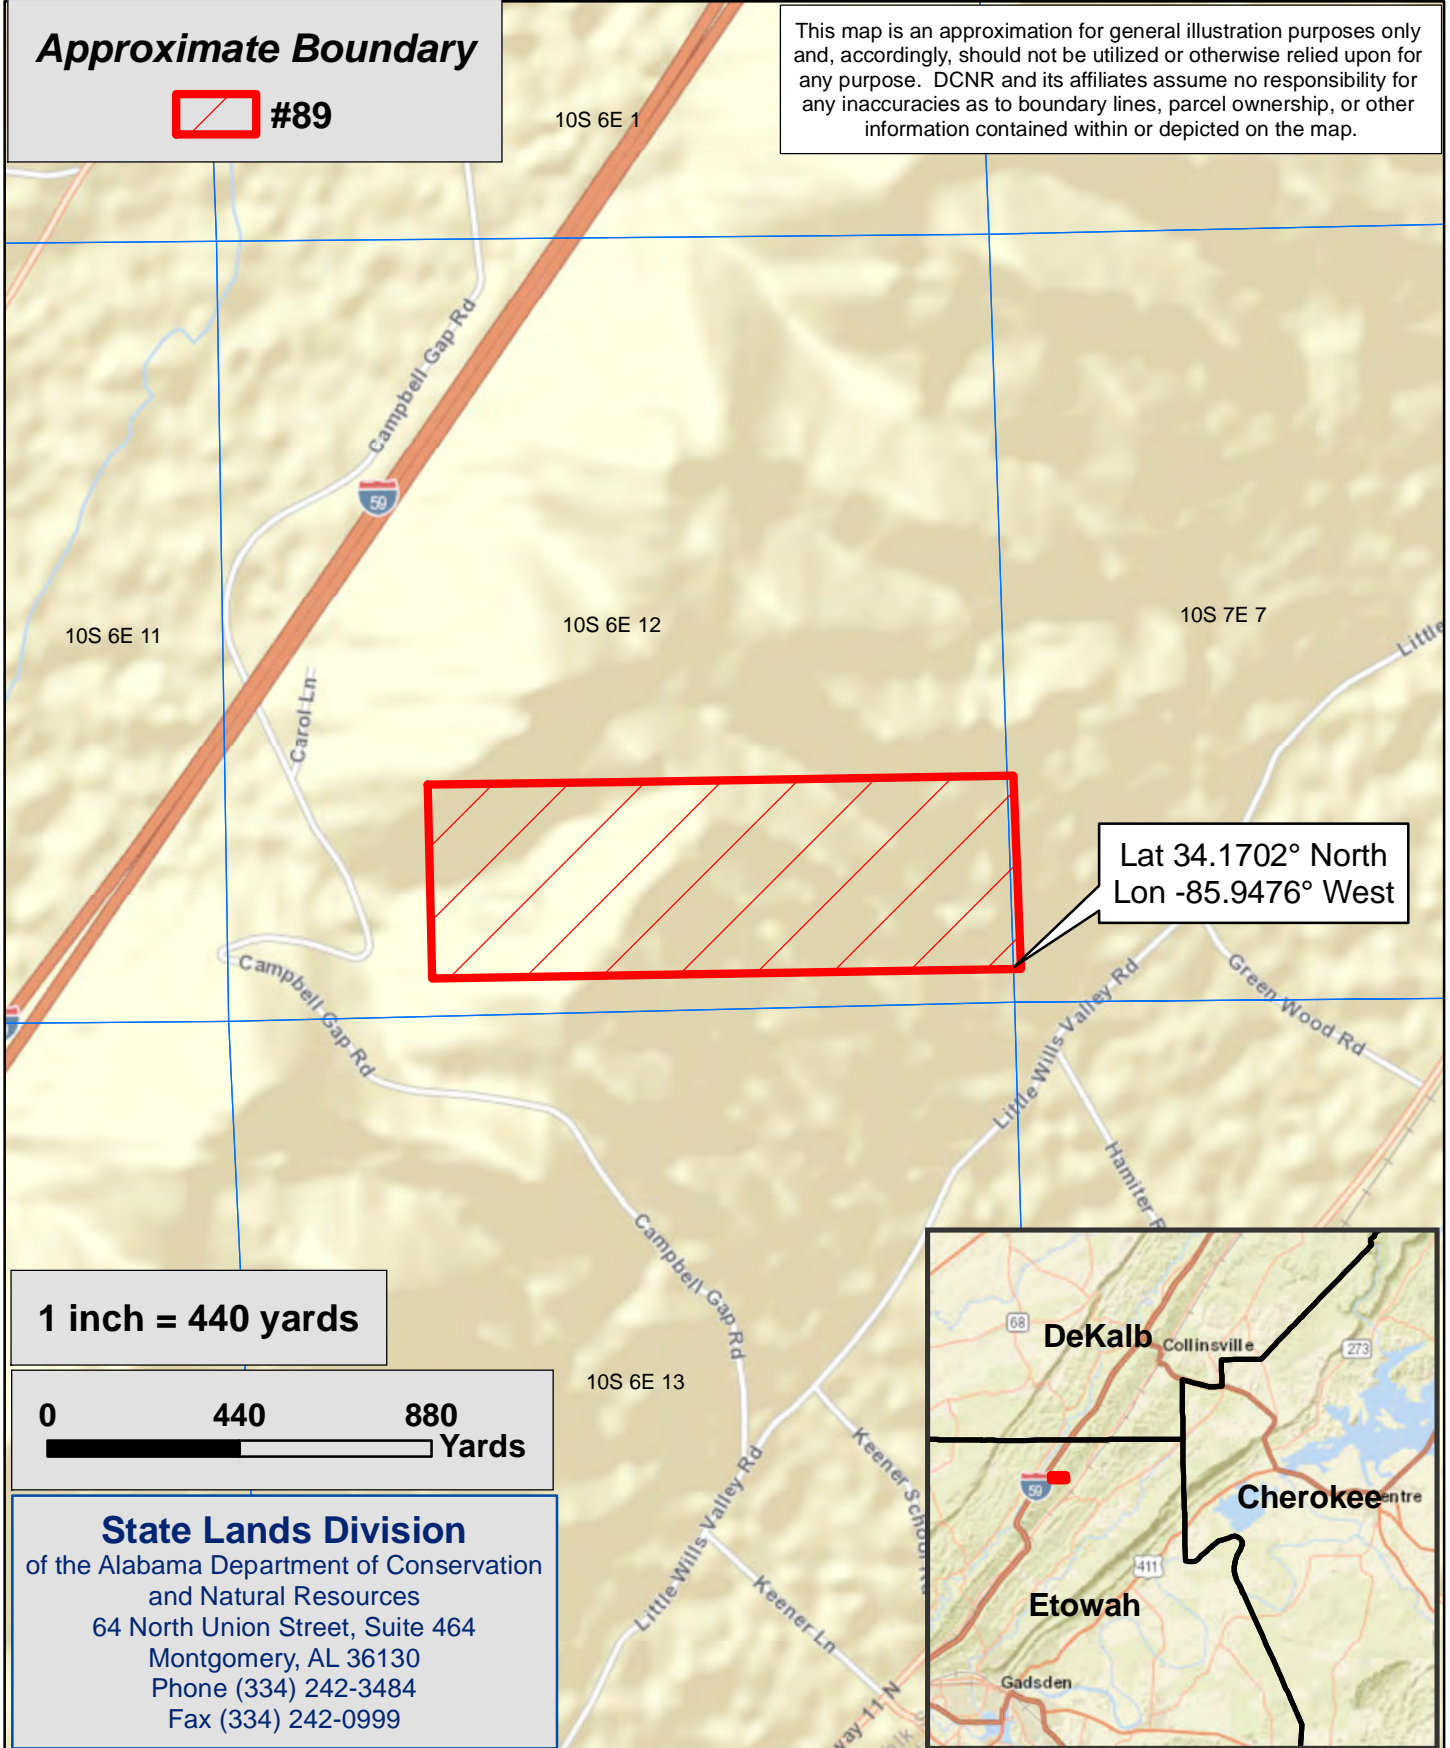 Approximate Boundary
#89
This map is an approximation for general illustration purposes only
and, accordingly, should not be utilized or otherwise relied upon for
any purpose. DCNR and its affiliates assume no responsibility for
any inaccuracies as to boundary lines, parcel ownership, or other
information contained within or depicted on the map.
10S 6E 1
Campbell Gap Rd
59
10S 6E 11
10S 6E 12
10S 7E 7
Little
Carol Ln
Lat 34.1702° North
Lon -85.9476° West
Campbell Gap Rd
Little Wills Valley Rd
Green Wood Rd
Hamiter R
Campbell Gap Rd
10S 6E 13
Little Wills Valley Rd
Keener School Rd
Keener Ln
way 11 N
1 inch = 440 yards
0 440 880
Yards
State Lands Division
of the Alabama Department of Conservation
and Natural Resources
64 North Union Street, Suite 464
Montgomery, AL 36130
Phone (334) 242-3484
Fax (334) 242-0999
68
DeKalb
Collinsville
273
59
Cherokee
entre
411
Etowah
Gadsden